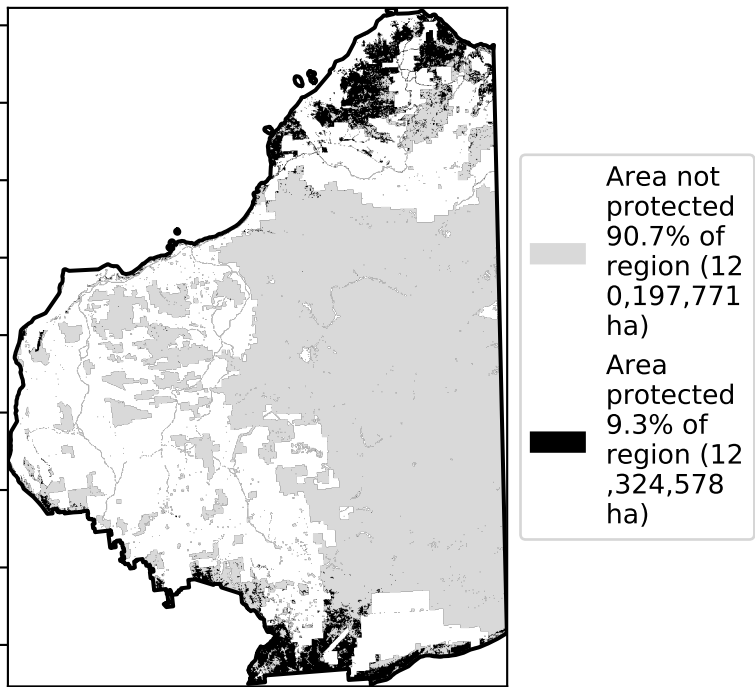 Area not
protected
90.7% of
region (12
0,197,771
ha)
Area
protected
9.3% of
region (12
,324,578
ha)